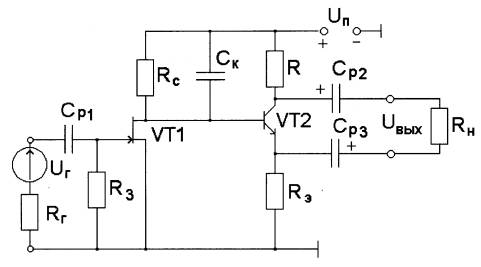 Uп
+ −
Rс
Cк
R
+ Cр2
Cр1
VT1
VT2
Cр3 +
Uвых
Rн
Uг
Rз
Rэ
Rг